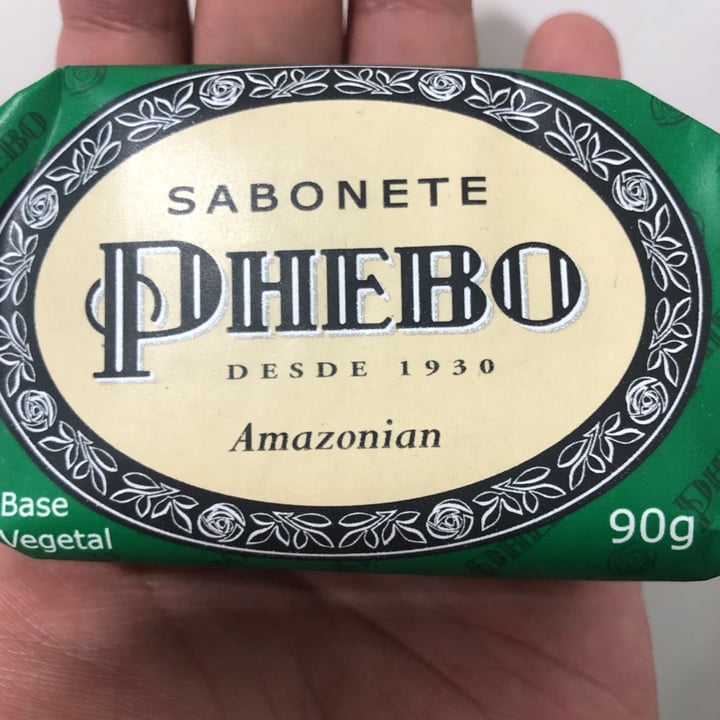 SABONETE
PHEBO
DESDE 1930
Amazonian
Base
Vegetal
90g